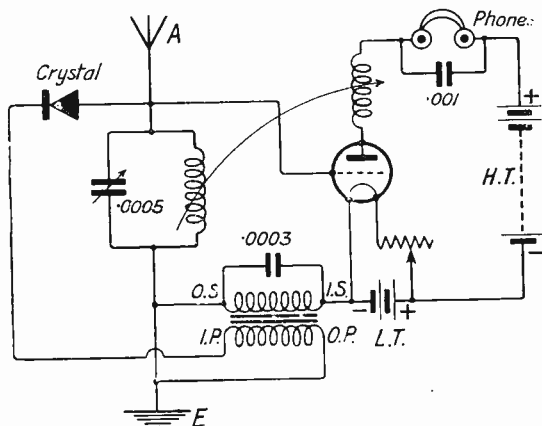 A
Phone:
Crystal
.001
+
H.T.
.0005
.0003
O.S.
I.S.
−
− +
I.P.
O.P.
L.T.
E